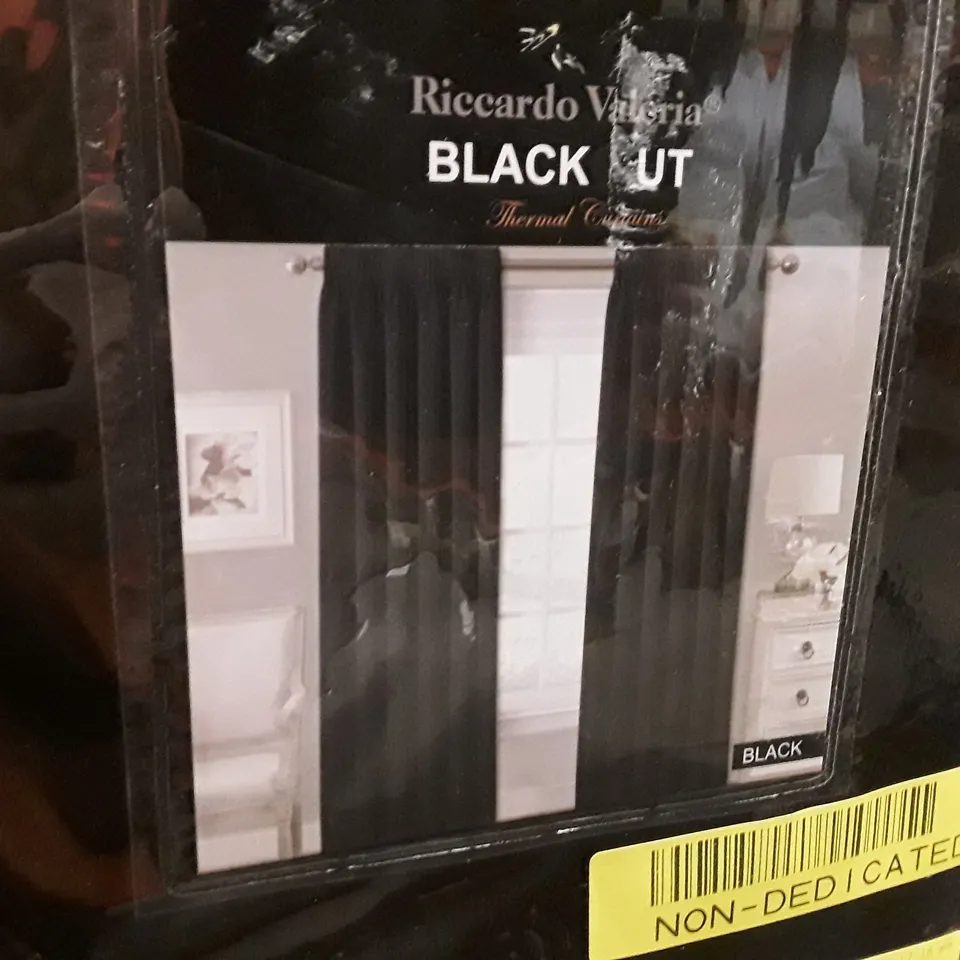 Riccardo Valeria®
BLACK UT
Thermal Curtains
BLACK
NON-DEDICATED